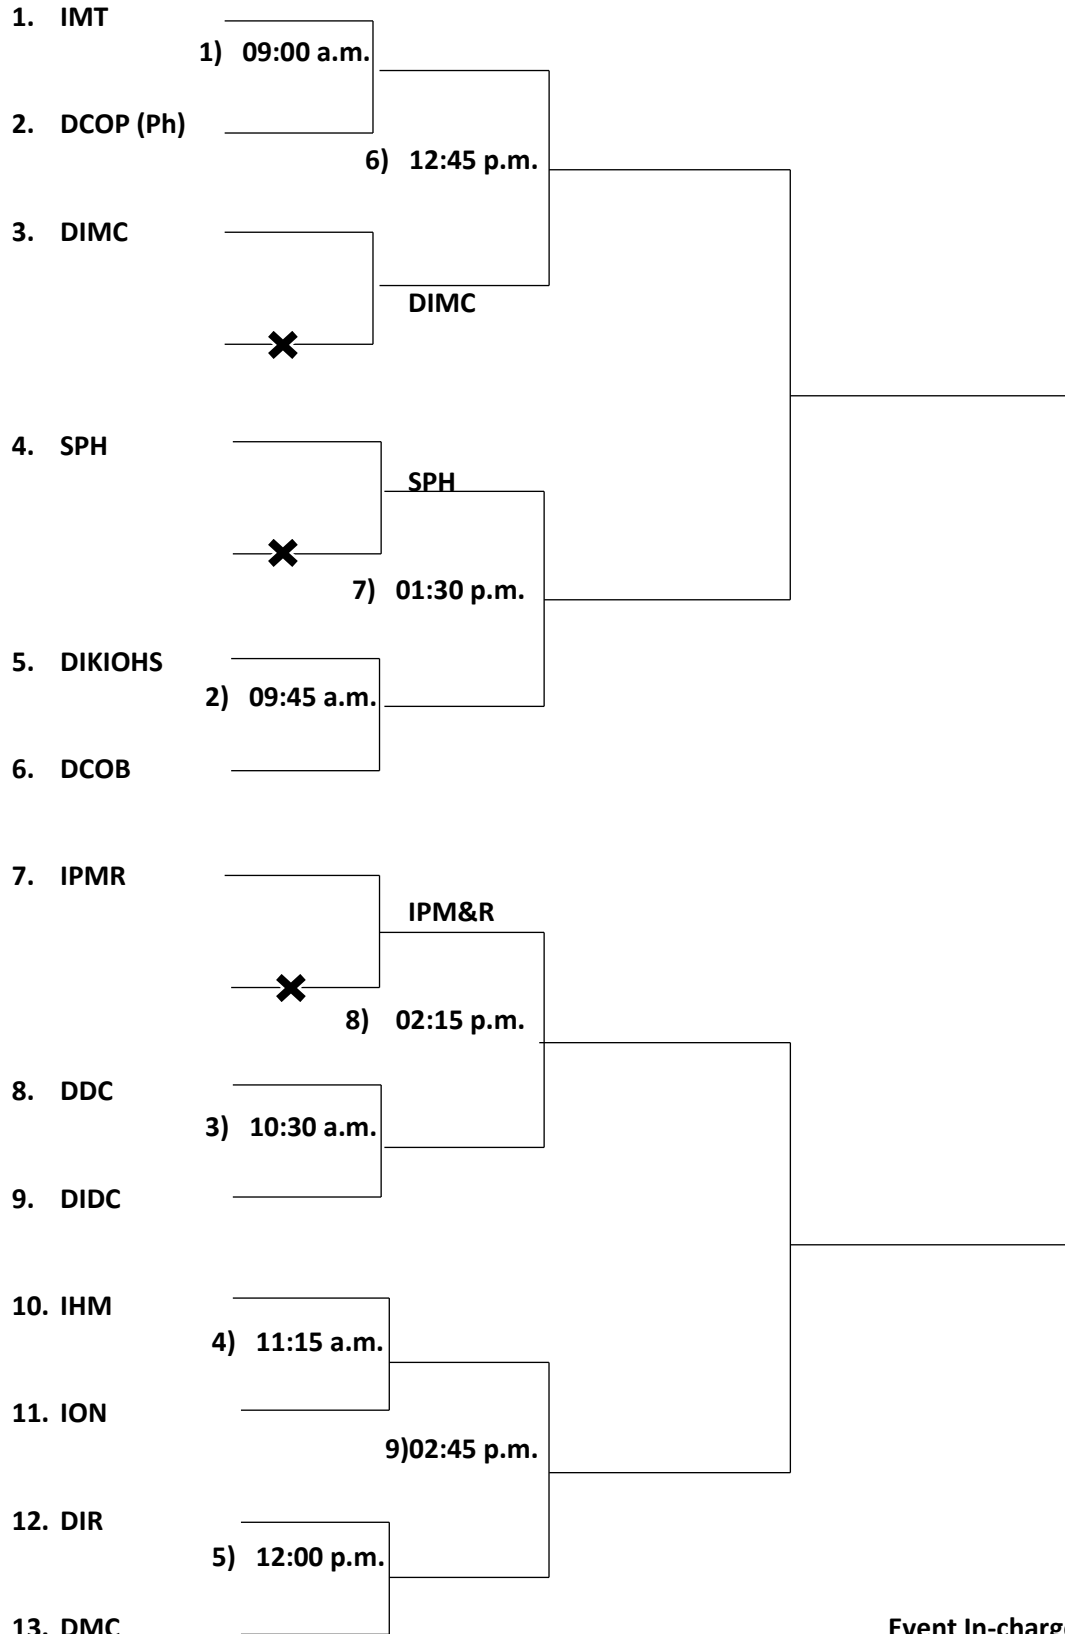 1. IMT
1) 09:00 a.m.
2. DCOP (Ph)
6) 12:45 p.m.
3. DIMC
DIMC
4. SPH
SPH
7) 01:30 p.m.
5. DIKIOHS
2) 09:45 a.m.
6. DCOB
7. IPMR
IPM&R
8) 02:15 p.m.
8. DDC
3) 10:30 a.m.
9. DIDC
10. IHM
4) 11:15 a.m.
11. ION
9)02:45 p.m.
12. DIR
5) 12:00 p.m.
13. DMC
Event In-charge